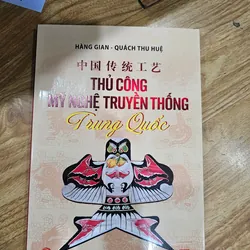 HÀNG GIAN - QUÁCH THU HUỆ
中国传统工艺
THỦ CÔNG
MỸ NGHỆ TRUYỀN THỐNG
Trung Quốc